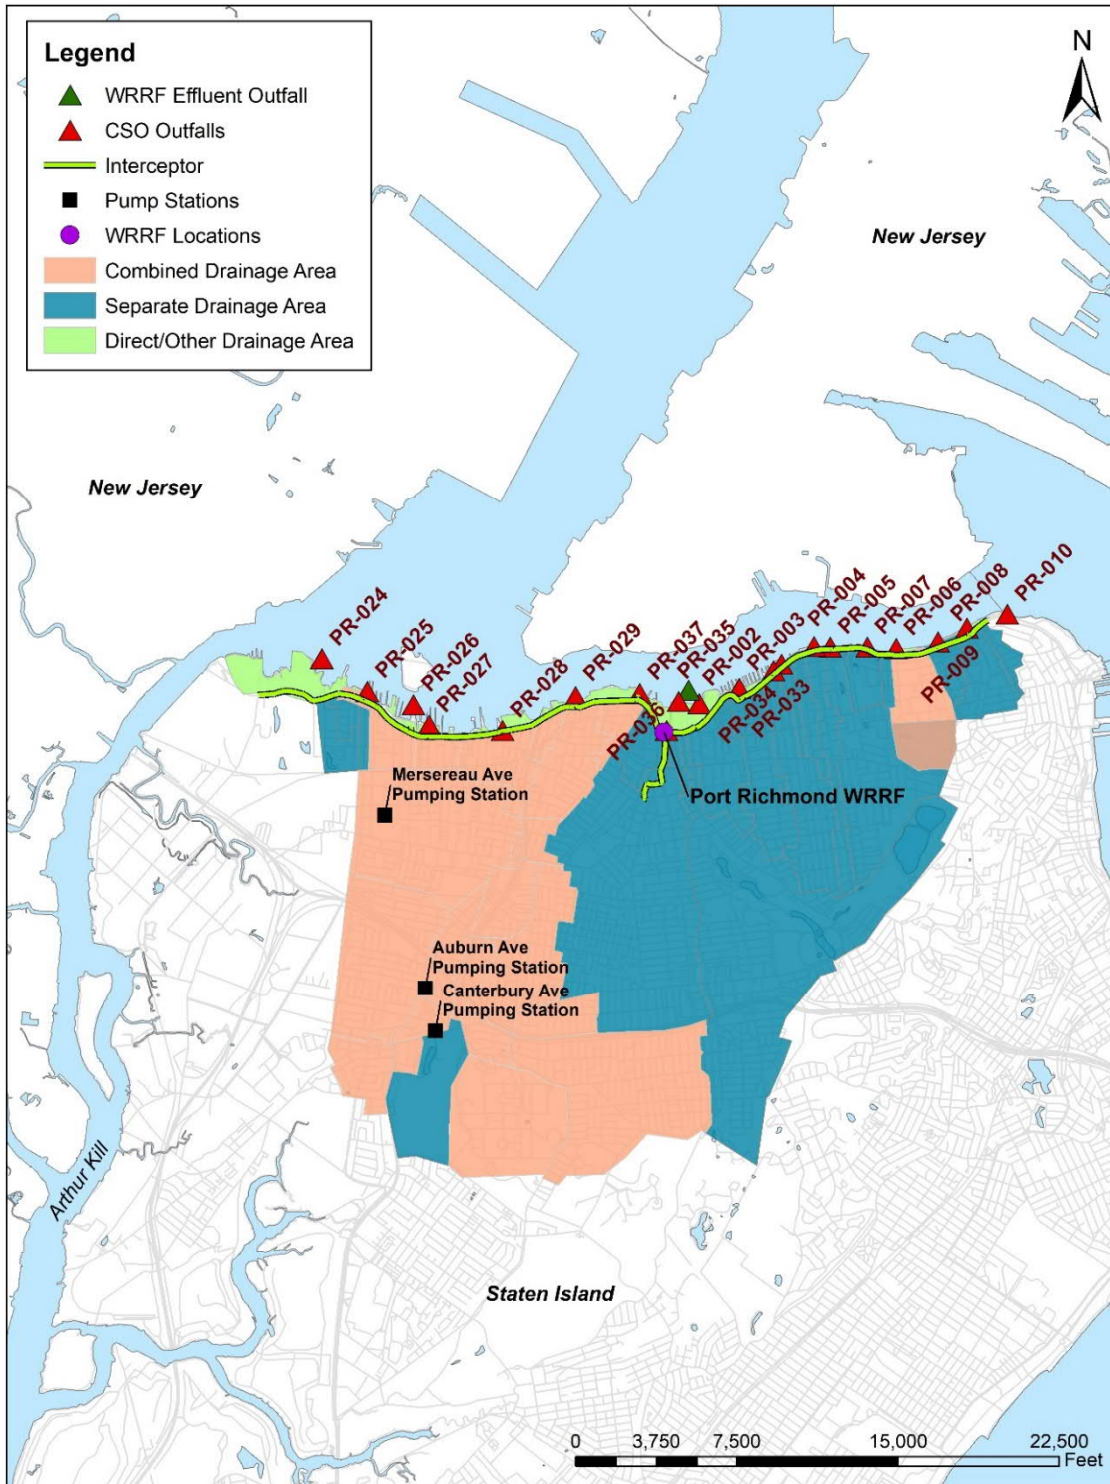 Legend
WRRF Effluent Outfall
CSO Outfalls
Interceptor
Pump Stations
WRRF Locations
Combined Drainage Area
Separate Drainage Area
Direct/Other Drainage Area
N
New Jersey
New Jersey
PR-024
PR-025
PR-026
PR-027
PR-028
PR-029
PR-037
PR-035
PR-002
PR-003
PR-004
PR-005
PR-007
PR-006
PR-008
PR-010
PR-009
PR-034
PR-033
PR-036
Mersereau Ave
Pumping Station
Port Richmond WRRF
Auburn Ave
Pumping Station
Canterbury Ave
Pumping Station
Arthur Kill
Staten Island
0 3,750 7,500 15,000 22,500
Feet